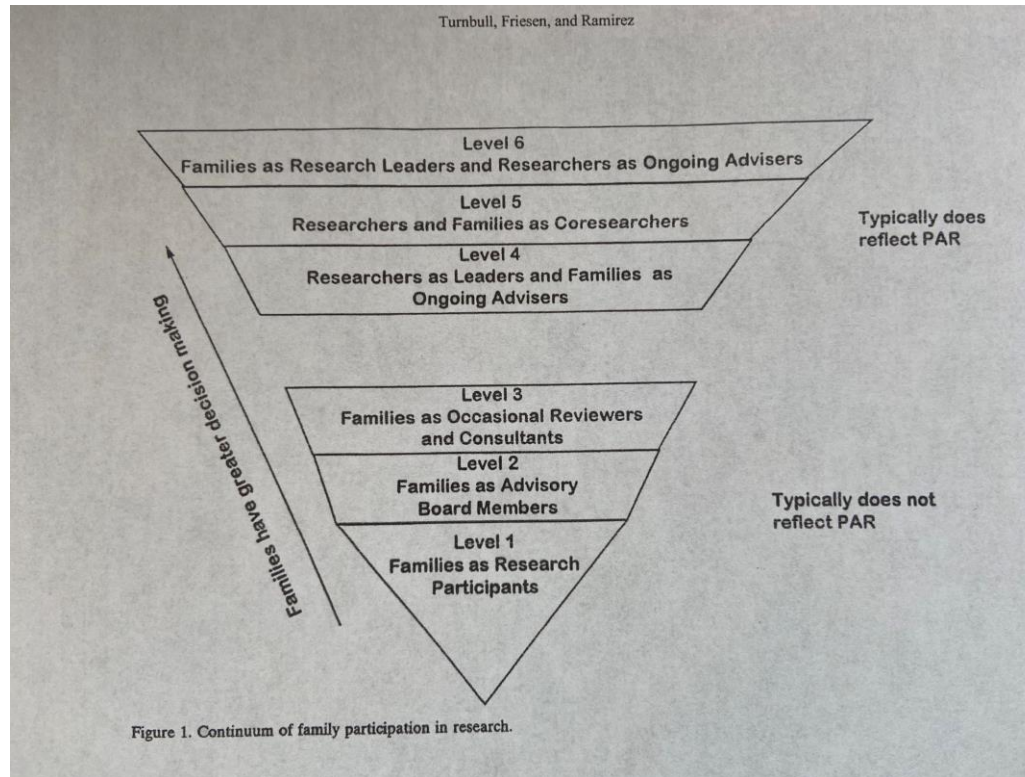 Turnbull, Friesen, and Ramirez
Level 6
Families as Research Leaders and Researchers as Ongoing Advisers
Level 5
Researchers and Families as Coresearchers
Level 4
Researchers as Leaders and Families as
Ongoing Advisers
Typically does
reflect PAR
Families have greater decision making
Level 3
Families as Occasional Reviewers
and Consultants
Level 2
Families as Advisory
Board Members
Level 1
Families as Research
Participants
Typically does not
reflect PAR
Figure 1. Continuum of family participation in research.